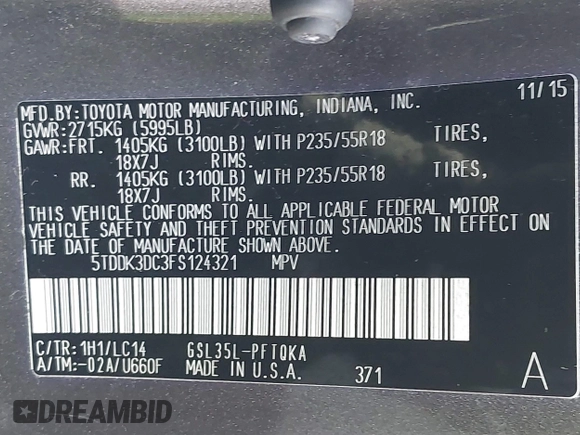 MFD.BY:TOYOTA MOTOR MANUFACTURING, INDIANA, INC. 11/15
GVWR:2715KG (5995LB)
GAWR:FRT. 1405KG (3100LB) WITH P235/55R18 TIRES,
18X7J RIMS.
RR. 1405KG (3100LB) WITH P235/55R18 TIRES,
18X7J RIMS.
THIS VEHICLE CONFORMS TO ALL APPLICABLE FEDERAL MOTOR
VEHICLE SAFETY AND THEFT PREVENTION STANDARDS IN EFFECT ON
THE DATE OF MANUFACTURE SHOWN ABOVE.
5TDDK3DC3FS124321 MPV
C/TR:1H1/LC14 GSL35L-PFTQKA
A/TM:-02A/U660F MADE IN U.S.A. 371 A
DREAMBID